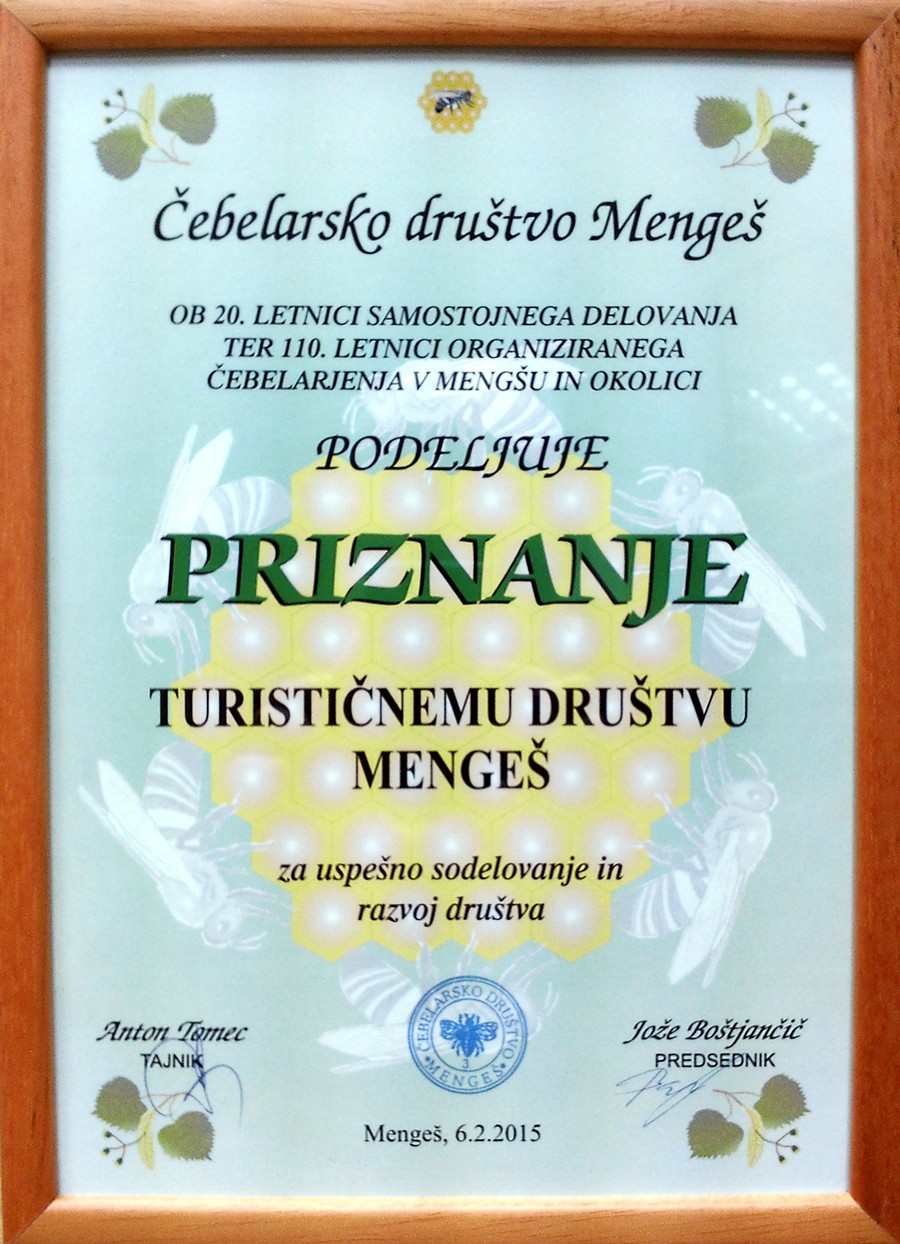 Čebelarsko društvo Mengeš
OB 20. LETNICI SAMOSTOJNEGA DELOVANJA
TER 110. LETNICI ORGANIZIRANEGA
ČEBELARJENJA V MENGŠU IN OKOLICI
PODELJUJE
PRIZNANJE
TURISTIČNEMU DRUŠTVU
MENGEŠ
za uspešno sodelovanje in
razvoj društva
ČEBELARSKO DRUŠTVO
3
MENGEŠ
Anton Tomec
TAJNIK
Jože Boštjančič
PREDSEDNIK
Mengeš, 6.2.2015